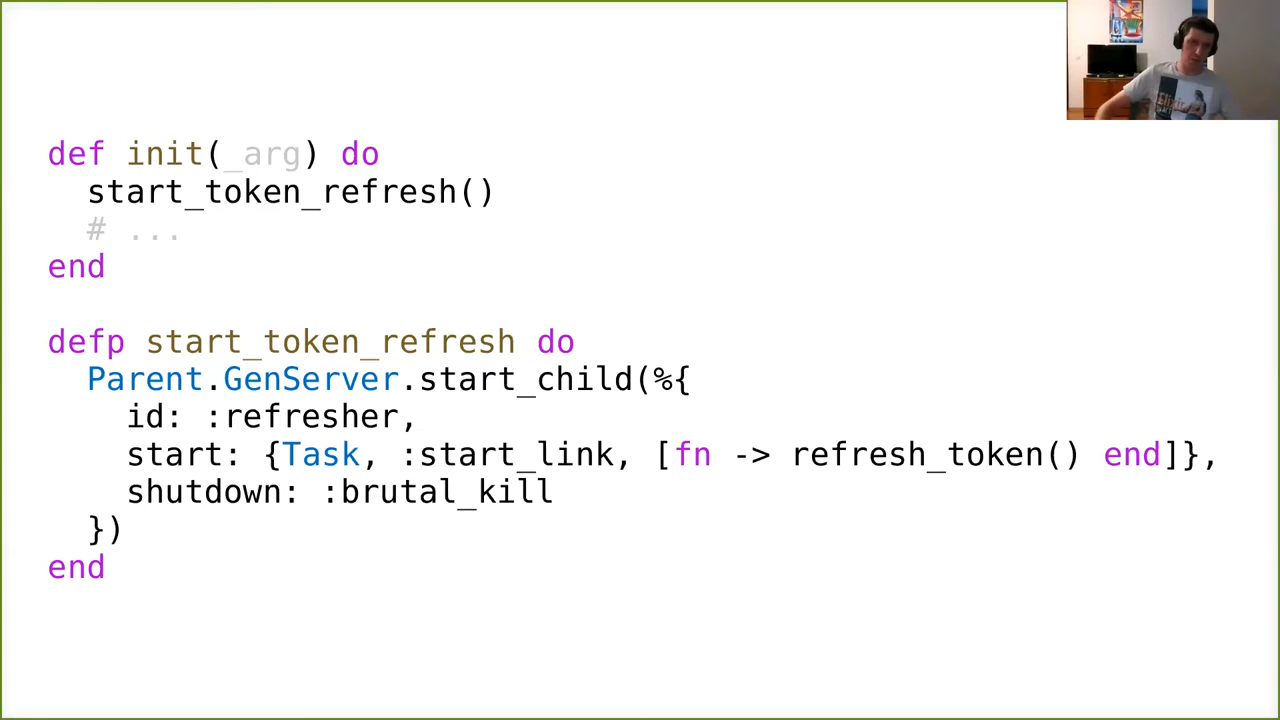 def init(_arg) do
  start_token_refresh()
  # ...
end

defp start_token_refresh do
  Parent.GenServer.start_child(%{
    id: :refresher,
    start: {Task, :start_link, [fn -> refresh_token() end]},
    shutdown: :brutal_kill
  })
end
Elixir